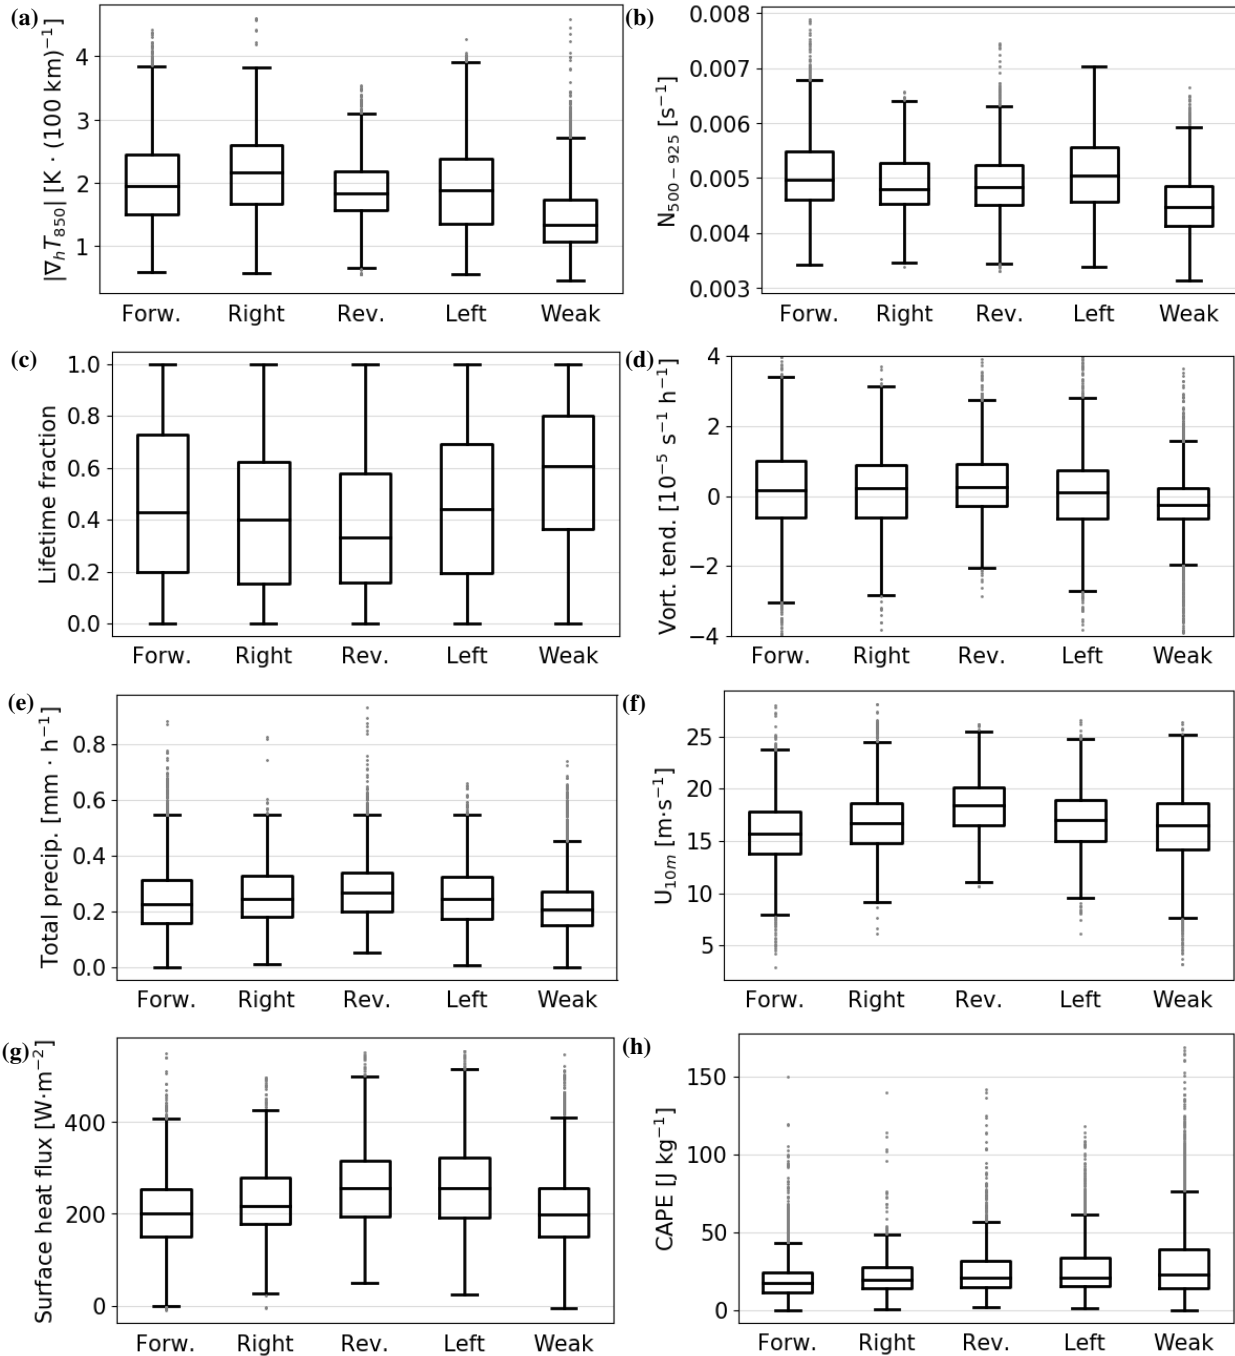 (a)
|∇hT850| [K · (100 km)−1]
4
3
2
1
Forw. Right Rev. Left Weak
(b)
N500−925 [s−1]
0.008
0.007
0.006
0.005
0.004
0.003
Forw. Right Rev. Left Weak
(c)
Lifetime fraction
1.0
0.8
0.6
0.4
0.2
0.0
Forw. Right Rev. Left Weak
(d)
Vort. tend. [10−5 s−1 h−1]
4
2
0
−2
−4
Forw. Right Rev. Left Weak
(e)
Total precip. [mm · h−1]
0.8
0.6
0.4
0.2
0.0
Forw. Right Rev. Left Weak
(f)
U10m [m·s−1]
25
20
15
10
5
Forw. Right Rev. Left Weak
(g)
Surface heat flux [W·m−2]
400
200
0
Forw. Right Rev. Left Weak
(h)
CAPE [J kg−1]
150
100
50
0
Forw. Right Rev. Left Weak